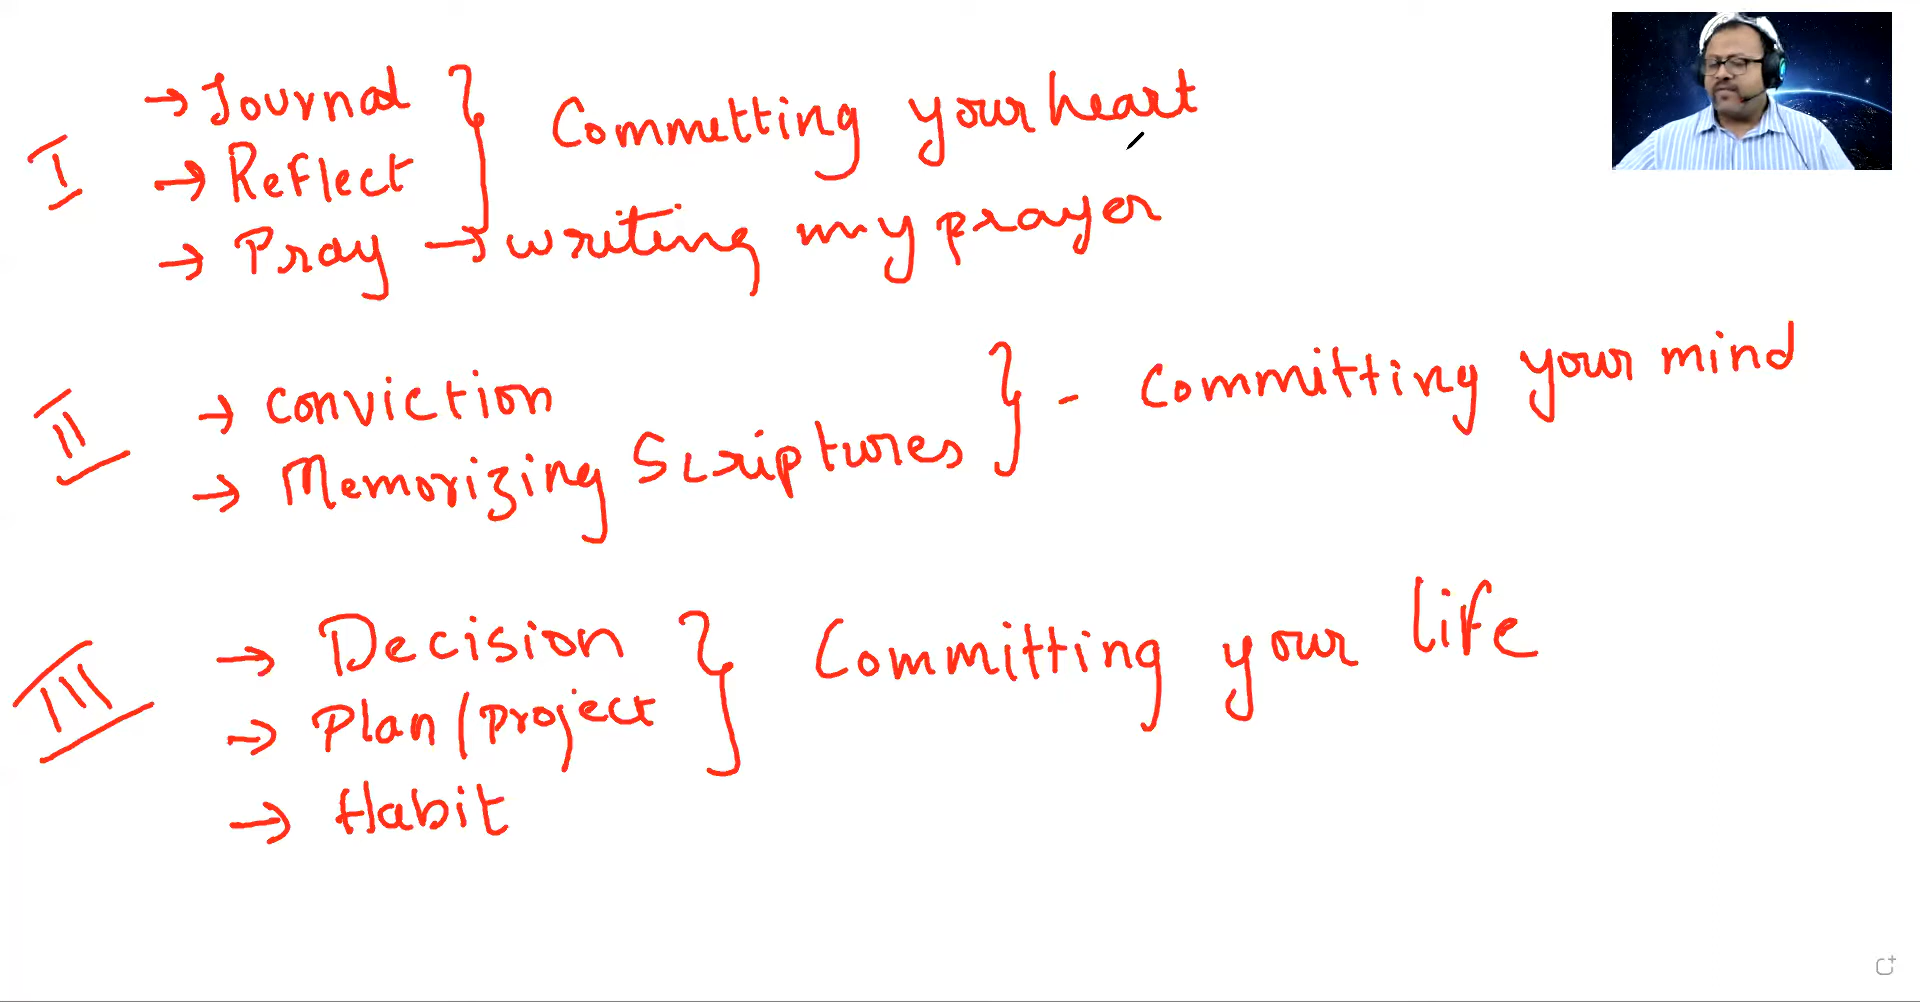 I
→ Journal } Committing your heart
→ Reflect
→ Pray → writing my prayer
II
→ Conviction
→ Memorizing Scriptures } - Committing your mind
III
→ Decision } Committing your life
→ Plan/Project
→ Habit